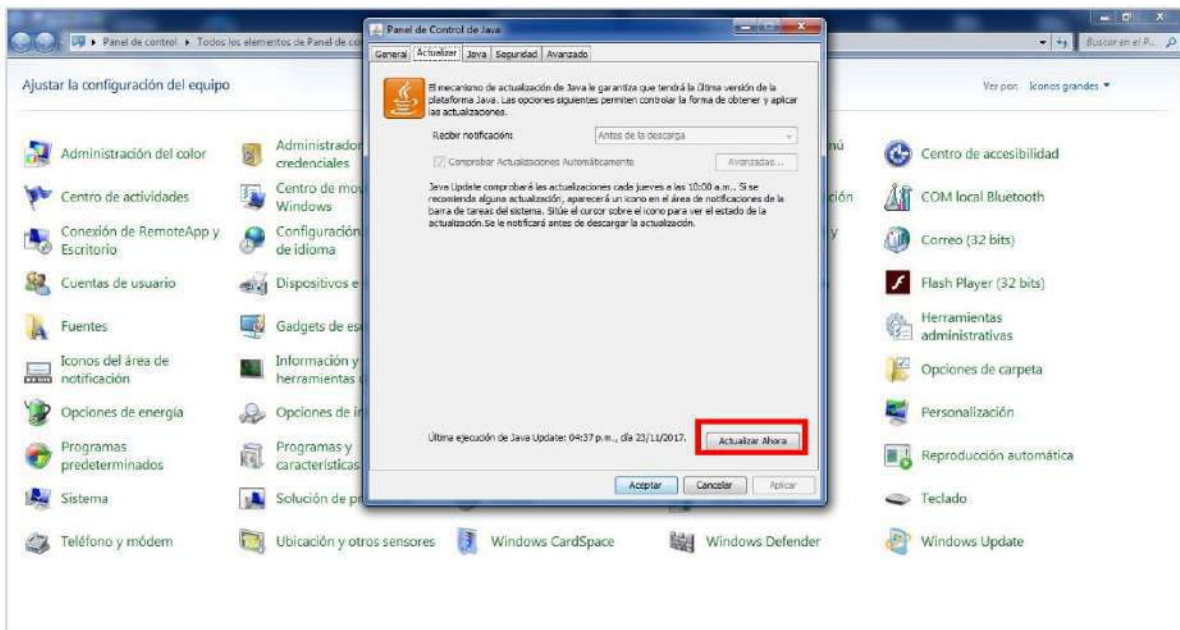 Panel de control ▸ Todos los elementos de Panel de co
Buscar en el P...
Ajustar la configuración del equipo
Ver por: Iconos grandes
Panel de Control de Java
General Actualizar Java Seguridad Avanzado
El mecanismo de actualización de Java le garantiza que tendrá la última versión de la
plataforma Java. Las opciones siguientes permiten controlar la forma de obtener y aplicar
las actualizaciones.
Recibir notificación: Antes de la descarga
Comprobar Actualizaciones Automáticamente Avanzadas...
Java Update comprobará las actualizaciones cada jueves a las 10:00 a.m.. Si se
recomienda alguna actualización, aparecerá un icono en el área de notificaciones de la
barra de tareas del sistema. Sitúe el cursor sobre el icono para ver el estado de la
actualización.Se le notificará antes de descargar la actualización.
Última ejecución de Java Update: 04:37 p.m., día 23/11/2017. Actualizar Ahora
Aceptar Cancelar Aplicar
Administración del color
Administrador
credenciales
nú
Centro de accesibilidad
Centro de actividades
Centro de mov
Windows
ción
COM local Bluetooth
Conexión de RemoteApp y
Escritorio
Configuración
de idioma
y
Correo (32 bits)
Cuentas de usuario
Dispositivos e
Flash Player (32 bits)
Fuentes
Gadgets de es
Herramientas
administrativas
Iconos del área de
notificación
Información y
herramientas
Opciones de carpeta
Opciones de energía
Opciones de in
Personalización
Programas
predeterminados
Programas y
características
Reproducción automática
Sistema
Solución de pr
Teclado
Teléfono y módem
Ubicación y otros sensores
Windows CardSpace
Windows Defender
Windows Update